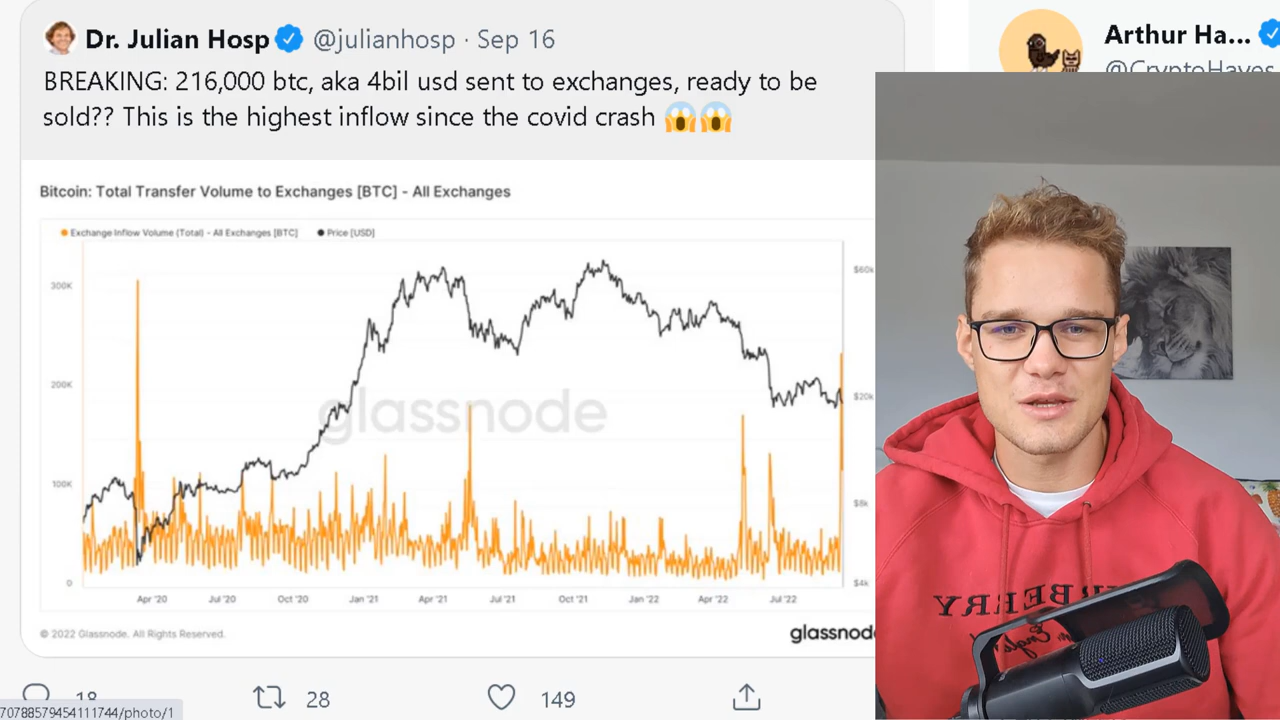 Dr. Julian Hosp @julianhosp · Sep 16
BREAKING: 216,000 btc, aka 4bil usd sent to exchanges, ready to be
sold?? This is the highest inflow since the covid crash 😱😱
Bitcoin: Total Transfer Volume to Exchanges [BTC] - All Exchanges
Exchange Inflow Volume (Total) - All Exchanges [BTC] Price [USD]
300K
200K
100K
0
$60k
$20k
$8k
$4k
glassnode
Apr '20 Jul '20 Oct '20 Jan '21 Apr '21 Jul '21 Oct '21 Jan '22 Apr '22 Jul '22
© 2022 Glassnode. All Rights Reserved.
glassnod
18 28 149
70788579454111744/photo/1
Arthur Ha...
@CryptoHayes